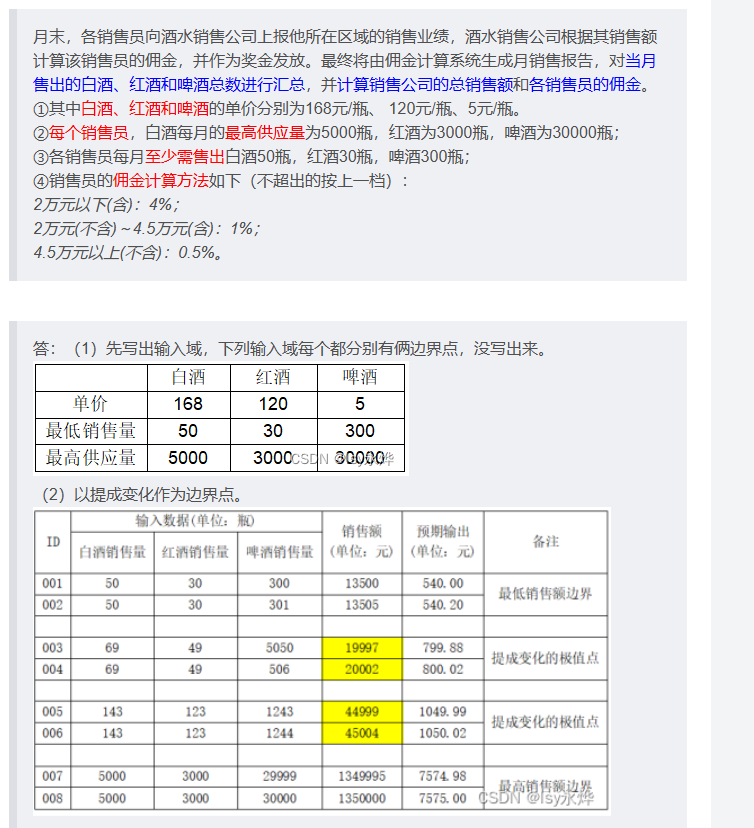 月末，各销售员向酒水销售公司上报他所在区域的销售业绩，酒水销售公司根据其销售额
计算该销售员的佣金，并作为奖金发放。最终将由佣金计算系统生成月销售报告，对当月
售出的白酒、红酒和啤酒总数进行汇总，并计算销售公司的总销售额和各销售员的佣金。
①其中白酒、红酒和啤酒的单价分别为168元/瓶、 120元/瓶、5元/瓶。
②每个销售员，白酒每月的最高供应量为5000瓶，红酒为3000瓶，啤酒为30000瓶；
③各销售员每月至少需售出白酒50瓶，红酒30瓶，啤酒300瓶；
④销售员的佣金计算方法如下（不超出的按上一档）：
2万元以下(含)：4%；
2万元(不含)～4.5万元(含)：1%；
4.5万元以上(不含)：0.5%。
答：（1）先写出输入域，下列输入域每个都分别有俩边界点，没写出来。
白酒 红酒 啤酒
单价 168 120 5
最低销售量 50 30 300
最高供应量 5000 3000 30000
CSDN @lsy永烨
（2）以提成变化作为边界点。
ID 输入数据(单位：瓶) 销售额(单位：元) 预期输出(单位：元) 备注
白酒销售量 红酒销售量 啤酒销售量
001 50 30 300 13500 540.00 最低销售额边界
002 50 30 301 13505 540.20
003 69 49 5050 19997 799.88 提成变化的极值点
004 69 49 506 20002 800.02
005 143 123 1243 44999 1049.99 提成变化的极值点
006 143 123 1244 45004 1050.02
007 5000 3000 29999 1349995 7574.98 最高销售额边界
008 5000 3000 30000 1350000 7575.00
CSDN @lsy永烨